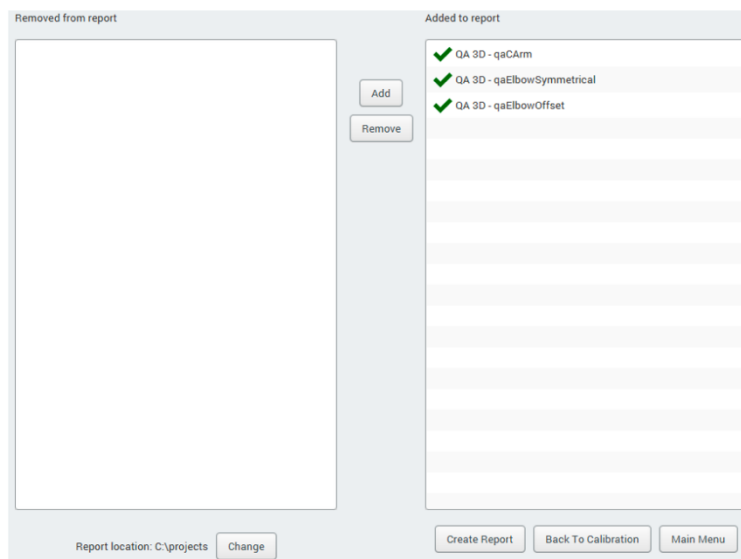 Removed from report
Added to report
QA 3D - qaCArm
QA 3D - qaElbowSymmetrical
QA 3D - qaElbowOffset
Add
Remove
Report location: C:\projects
Change
Create Report
Back To Calibration
Main Menu